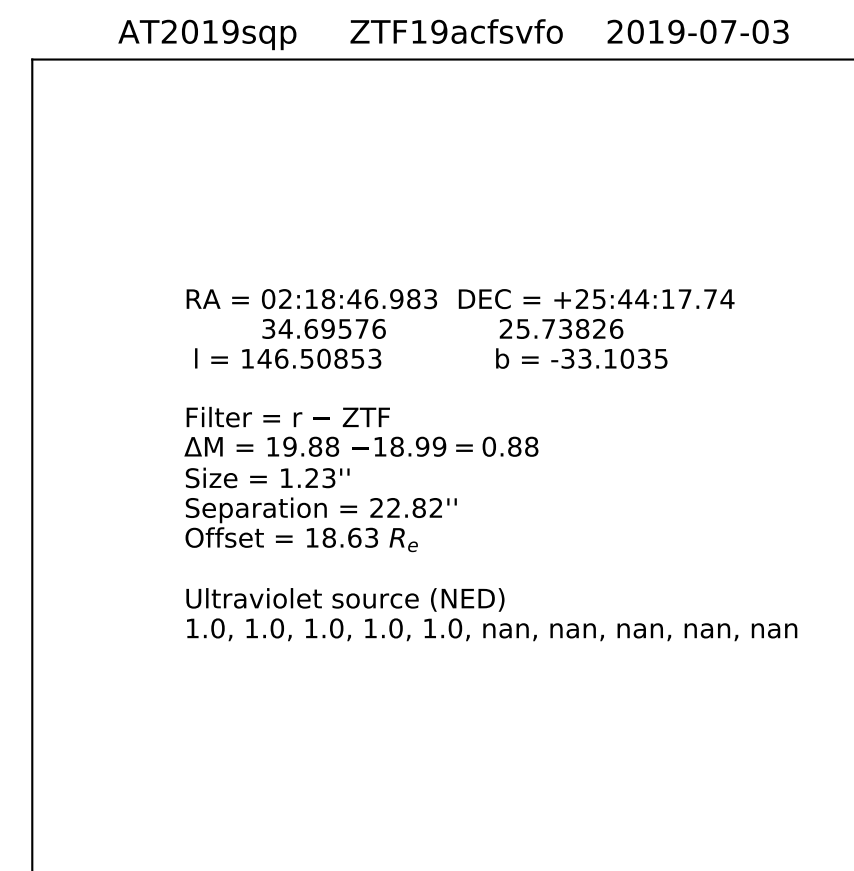 AT2019sqp ZTF19acfsvfo 2019-07-03
RA = 02:18:46.983 DEC = +25:44:17.74
34.69576 25.73826
l = 146.50853 b = -33.1035
Filter = r − ZTF
ΔM = 19.88 −18.99 = 0.88
Size = 1.23''
Separation = 22.82''
Offset = 18.63 Rₑ
Ultraviolet source (NED)
1.0, 1.0, 1.0, 1.0, 1.0, nan, nan, nan, nan, nan